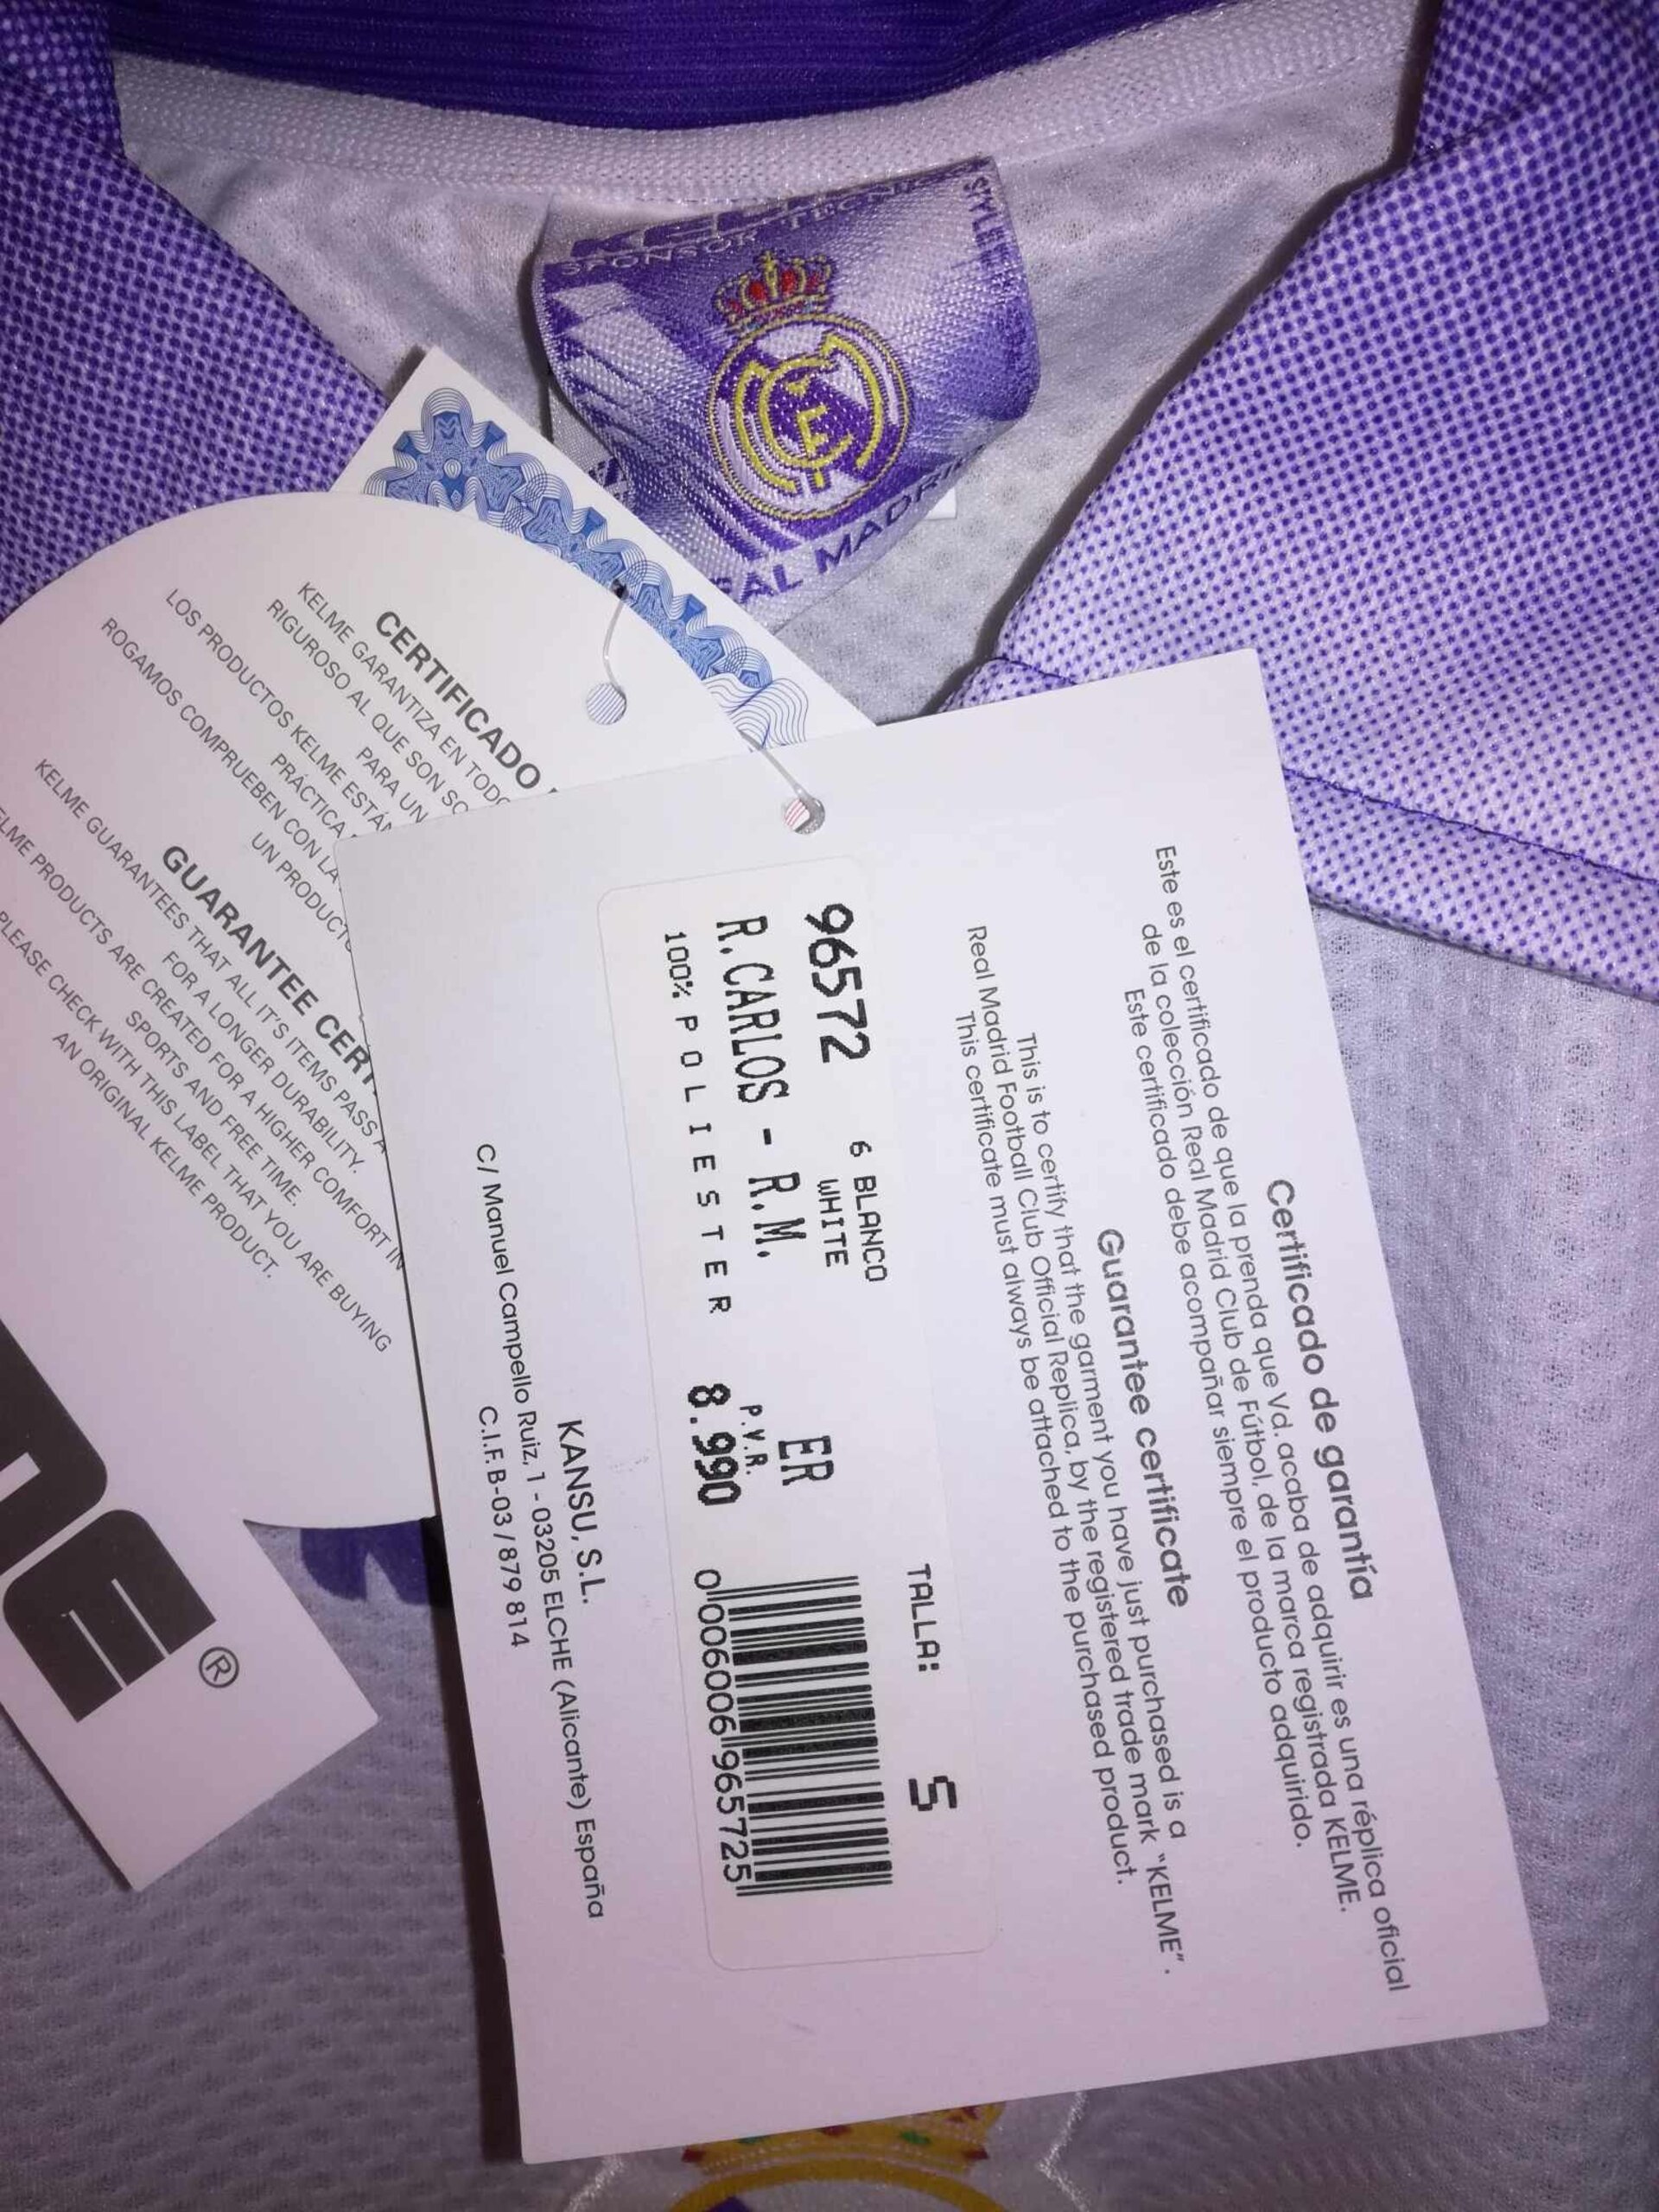 SPONSOR TECNI
STYLE
REAL MADRID
CERTIFICADO
KELME GARANTIZA EN TODO
RIGUROSO AL QUE SON SO
PARA UN
LOS PRODUCTOS KELME ESTÁN
PRÁCTICA
ROGAMOS COMPRUEBEN CON LA
UN PRODUCTO
GUARANTEE CERT
KELME GUARANTEES THAT ALL IT'S ITEMS PASS A
FOR A LONGER DURABILITY.
ELME PRODUCTS ARE CREATED FOR A HIGHER COMFORT IN
SPORTS AND FREE TIME.
PLEASE CHECK WITH THIS LABEL THAT YOU ARE BUYING
AN ORIGINAL KELME PRODUCT.
ME®
Certificado de garantía
Este es el certificado de que la prenda que Vd. acaba de adquirir es una réplica oficial
de la colección Real Madrid Club de Fútbol, de la marca registrada KELME.
Este certificado debe acompañar siempre el producto adquirido.
Guarantee certificate
This is to certify that the garment you have just purchased is a
Real Madrid Football Club Official Replica, by the registered trade mark "KELME".
This certificate must always be attached to the purchased product.
TALLA: S
96572 6 BLANCO
WHITE
R.CARLOS - R.M. ER
100% POLIESTER P.V.R.
8.990
0006006965725
KANSU, S.L.
C/ Manuel Campello Ruiz, 1 - 03205 ELCHE (Alicante) España
C.I.F. B-03 / 879 814